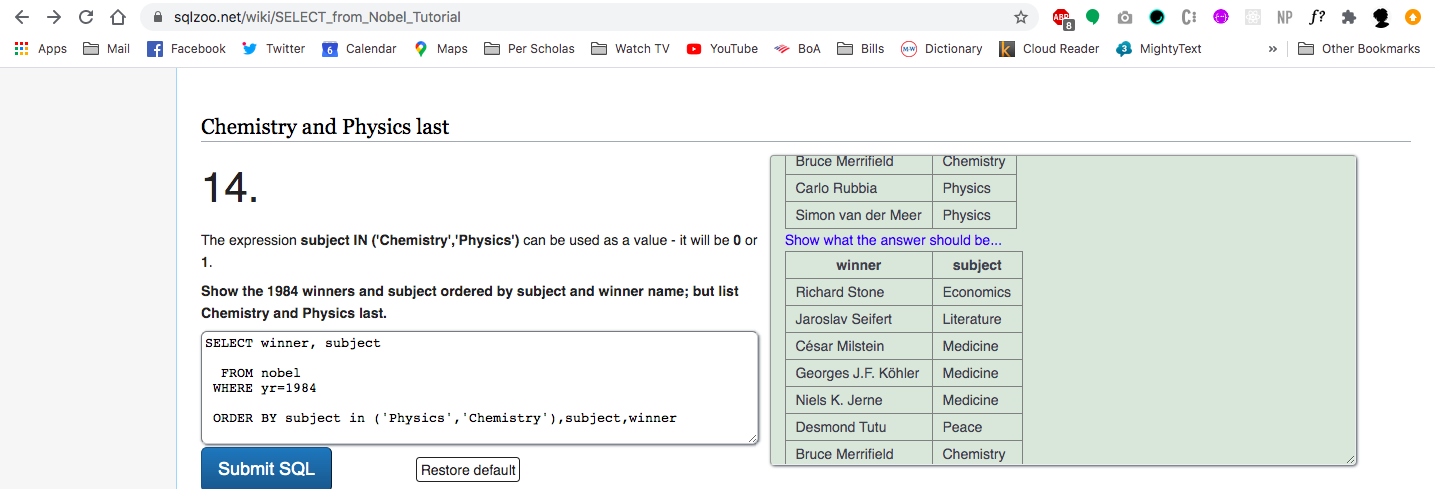 sqlzoo.net/wiki/SELECT_from_Nobel_Tutorial
ABP
8
C:
NP
f?
Apps Mail Facebook Twitter 6 Calendar Maps Per Scholas Watch TV YouTube BoA Bills M-W Dictionary k Cloud Reader 3 MightyText » Other Bookmarks
Chemistry and Physics last
14.
The expression subject IN ('Chemistry','Physics') can be used as a value - it will be 0 or
1.
Show the 1984 winners and subject ordered by subject and winner name; but list
Chemistry and Physics last.
SELECT winner, subject
FROM nobel
WHERE yr=1984
ORDER BY subject in ('Physics','Chemistry'),subject,winner
Submit SQL
Restore default
Bruce Merrifield Chemistry
Carlo Rubbia Physics
Simon van der Meer Physics
Show what the answer should be...
winner subject
Richard Stone Economics
Jaroslav Seifert Literature
César Milstein Medicine
Georges J.F. Köhler Medicine
Niels K. Jerne Medicine
Desmond Tutu Peace
Bruce Merrifield Chemistry